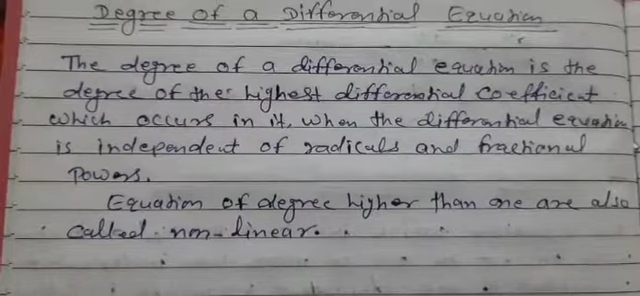 Degree of a Differential Equation
The degree of a differential equation is the
degree of the highest differential coefficient
which occurs in it, when the differential equation
is independent of radicals and fractional
powers.
Equation of degree higher than one are also
called non-linear.